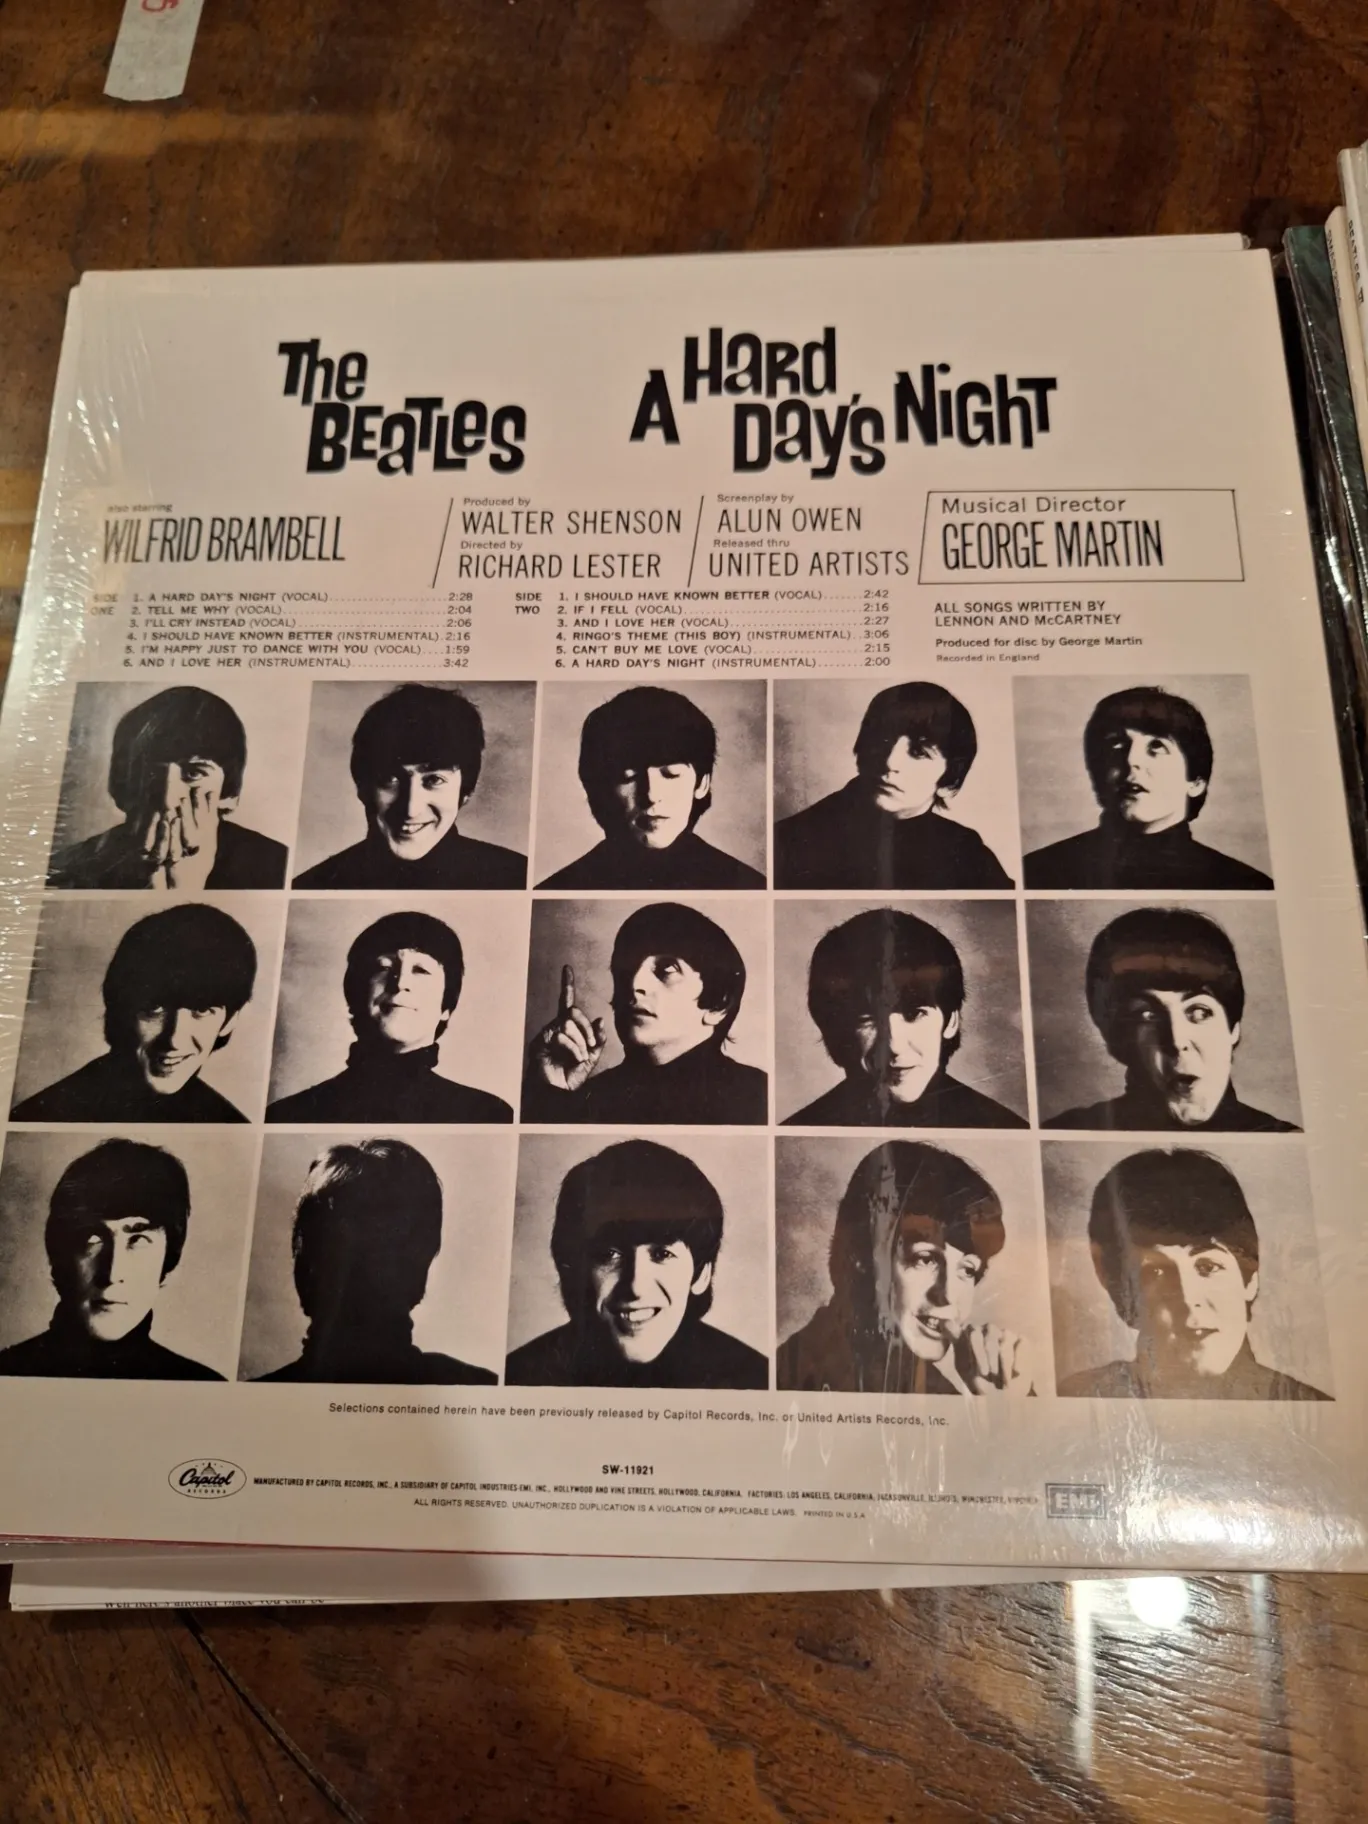 The
BEATLES
A HARD
DAY'S NIGHT
also starring
WILFRID BRAMBELL
Produced by
WALTER SHENSON
Directed by
RICHARD LESTER
Screenplay by
ALUN OWEN
Released thru
UNITED ARTISTS
Musical Director
GEORGE MARTIN
SIDE ONE
1. A HARD DAY'S NIGHT (VOCAL)........................2:28
2. TELL ME WHY (VOCAL)................................2:04
3. I'LL CRY INSTEAD (VOCAL)............................2:06
4. I SHOULD HAVE KNOWN BETTER (INSTRUMENTAL).2:16
5. I'M HAPPY JUST TO DANCE WITH YOU (VOCAL)....1:59
6. AND I LOVE HER (INSTRUMENTAL)..................3:42
SIDE TWO
1. I SHOULD HAVE KNOWN BETTER (VOCAL)......2:42
2. IF I FELL (VOCAL)............................2:16
3. AND I LOVE HER (VOCAL)......................2:27
4. RINGO'S THEME (THIS BOY) (INSTRUMENTAL)..3:06
5. CAN'T BUY ME LOVE (VOCAL)..................2:15
6. A HARD DAY'S NIGHT (INSTRUMENTAL)........2:00
ALL SONGS WRITTEN BY
LENNON AND McCARTNEY
Produced for disc by George Martin
Recorded in England
Selections contained herein have been previously released by Capitol Records, Inc. or United Artists Records, Inc.
SW-11921
Capitol
RECORDS
MANUFACTURED BY CAPITOL RECORDS, INC., A SUBSIDIARY OF CAPITOL INDUSTRIES-EMI, INC., HOLLYWOOD AND VINE STREETS, HOLLYWOOD, CALIFORNIA. FACTORIES: LOS ANGELES, CALIFORNIA, JACKSONVILLE, ILLINOIS, WINCHESTER, VIRGINIA
ALL RIGHTS RESERVED. UNAUTHORIZED DUPLICATION IS A VIOLATION OF APPLICABLE LAWS. PRINTED IN U.S.A
EMI
BEATLES